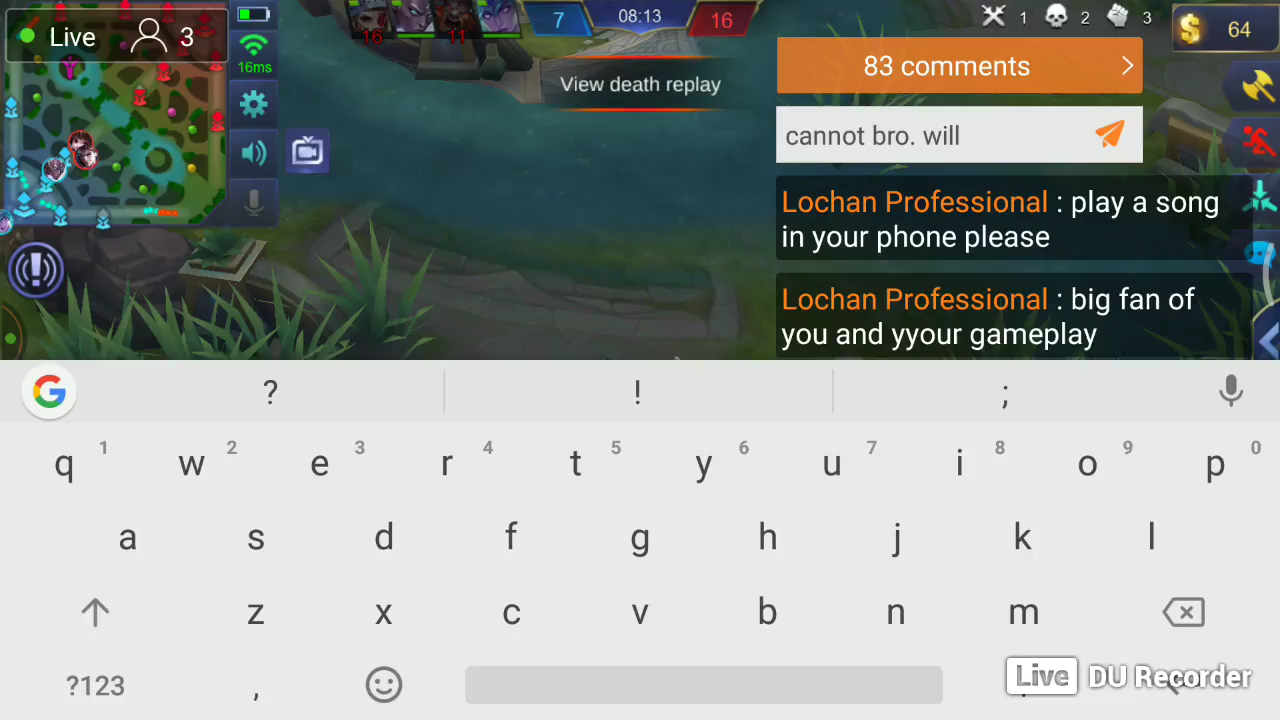 Live 3
16ms
16
11
7
08:13
16
1
2
3
64
View death replay
83 comments
cannot bro. will
Lochan Professional : play a song
in your phone please
Lochan Professional : big fan of
you and yyour gameplay
? ! ;
q 1 w 2 e 3 r 4 t 5 y 6 u 7 i 8 o 9 p 0
a s d f g h j k l
z x c v b n m
?123 , .
Live DU Recorder